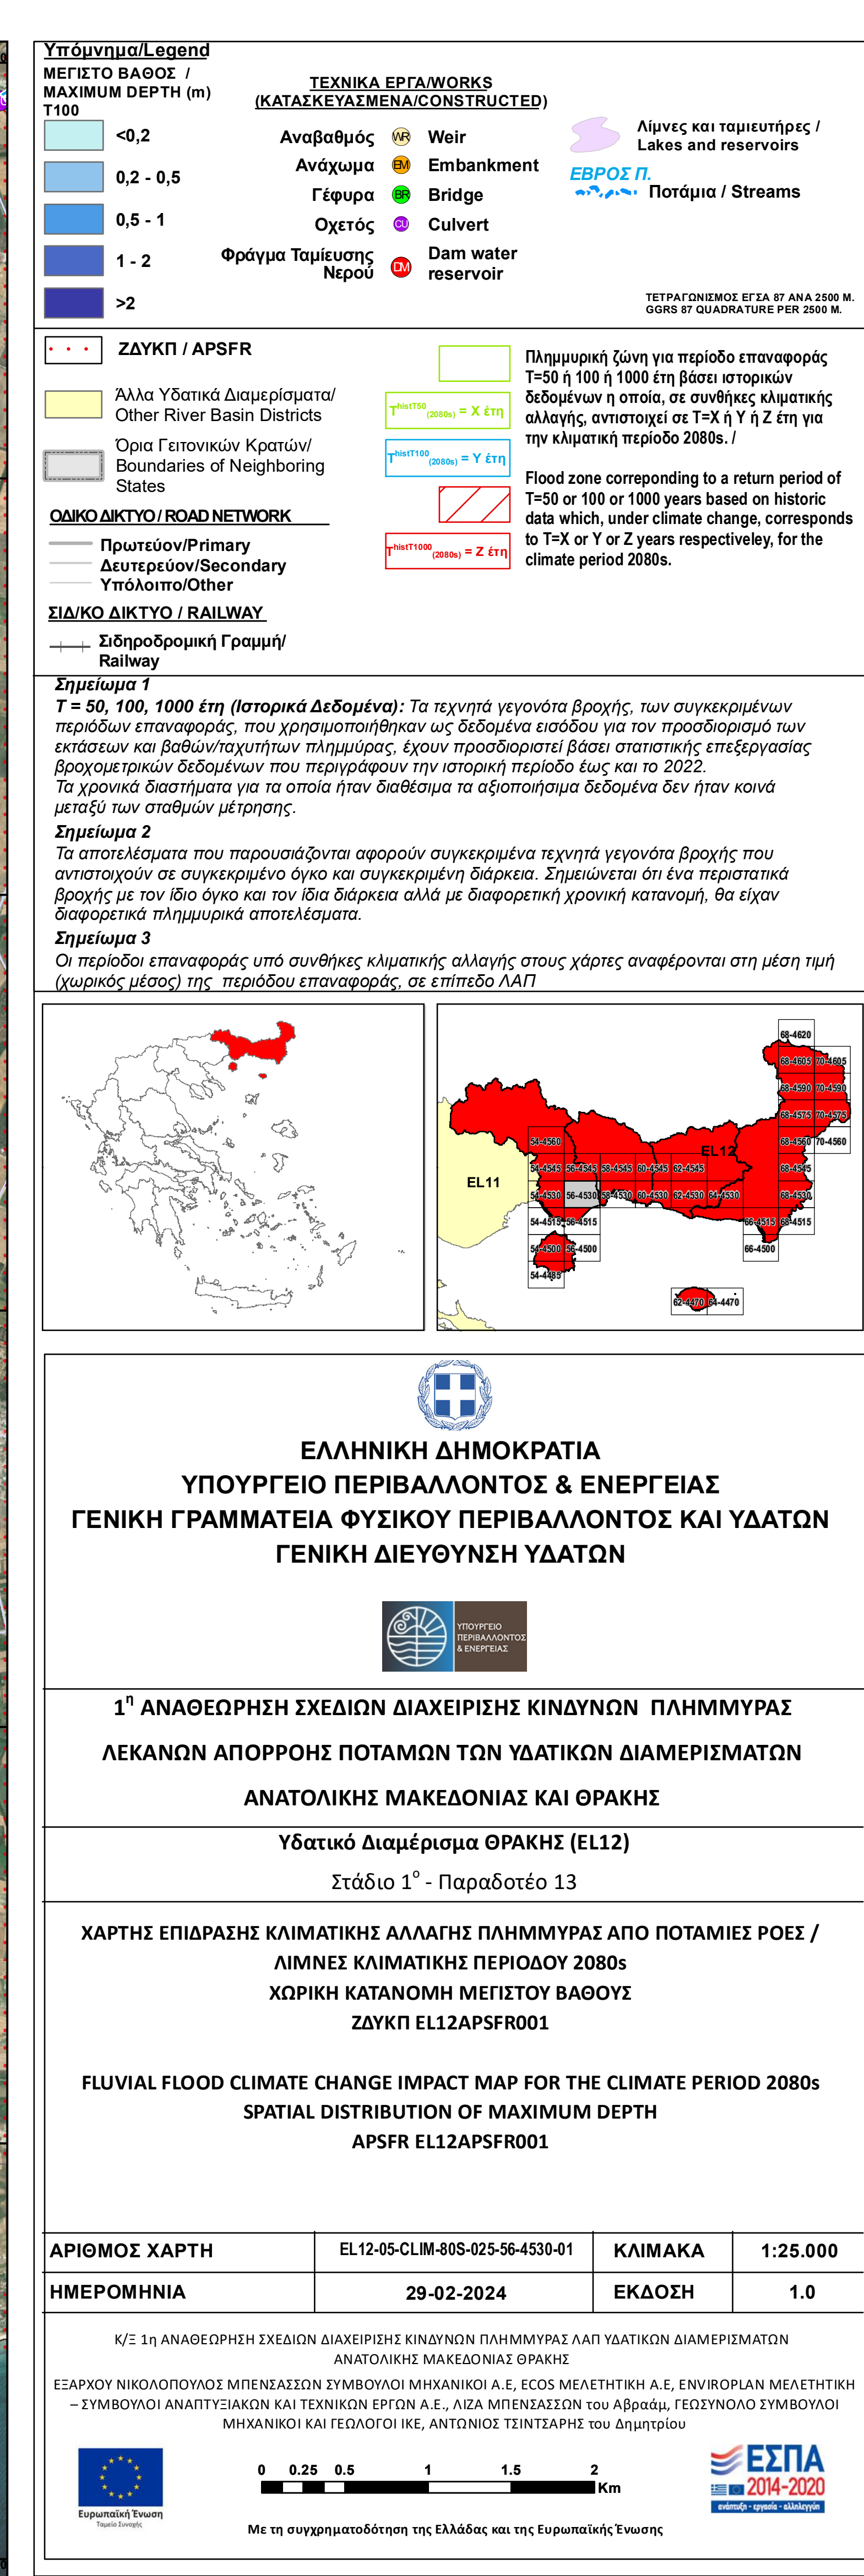 Υπόμνημα/Legend
ΜΕΓΙΣΤΟ ΒΑΘΟΣ /
MAXIMUM DEPTH (m)
T100
<0,2
0,2 - 0,5
0,5 - 1
1 - 2
>2
ΤΕΧΝΙΚΑ ΕΡΓΑ/WORKS
(ΚΑΤΑΣΚΕΥΑΣΜΕΝΑ/CONSTRUCTED)
Αναβαθμός WR Weir
Ανάχωμα EM Embankment
Γέφυρα BR Bridge
Οχετός CU Culvert
Φράγμα Ταμίευσης
Νερού
DM
Dam water
reservoir
Λίμνες και ταμιευτήρες /
Lakes and reservoirs
ΕΒΡΟΣ Π.
Ποτάμια / Streams
ΤΕΤΡΑΓΩΝΙΣΜΟΣ ΕΓΣΑ 87 ΑΝΑ 2500 Μ.
GGRS 87 QUADRATURE PER 2500 M.
ΖΔΥΚΠ / APSFR
Άλλα Υδατικά Διαμερίσματα/
Other River Basin Districts
Όρια Γειτονικών Κρατών/
Boundaries of Neighboring
States
ΟΔΙΚΟ ΔΙΚΤΥΟ / ROAD NETWORK
Πρωτεύον/Primary
Δευτερεύον/Secondary
Υπόλοιπο/Other
ΣΙΔ/ΚΟ ΔΙΚΤΥΟ / RAILWAY
Σιδηροδρομική Γραμμή/
Railway
T histT50 (2080s) = X έτη
T histT100 (2080s) = Y έτη
T histT1000 (2080s) = Z έτη
Πλημμυρική ζώνη για περίοδο επαναφοράς
Τ=50 ή 100 ή 1000 έτη βάσει ιστορικών
δεδομένων η οποία, σε συνθήκες κλιματικής
αλλαγής, αντιστοιχεί σε Τ=Χ ή Υ ή Ζ έτη για
την κλιματική περίοδο 2080s. /
Flood zone correponding to a return period of
T=50 or 100 or 1000 years based on historic
data which, under climate change, corresponds
to T=X or Y or Z years respectiveley, for the
climate period 2080s.
Σημείωμα 1
Τ = 50, 100, 1000 έτη (Ιστορικά Δεδομένα): Τα τεχνητά γεγονότα βροχής, των συγκεκριμένων
περιόδων επαναφοράς, που χρησιμοποιήθηκαν ως δεδομένα εισόδου για τον προσδιορισμό των
εκτάσεων και βαθών/ταχυτήτων πλημμύρας, έχουν προσδιοριστεί βάσει στατιστικής επεξεργασίας
βροχομετρικών δεδομένων που περιγράφουν την ιστορική περίοδο έως και το 2022.
Τα χρονικά διαστήματα για τα οποία ήταν διαθέσιμα τα αξιοποιήσιμα δεδομένα δεν ήταν κοινά
μεταξύ των σταθμών μέτρησης.
Σημείωμα 2
Τα αποτελέσματα που παρουσιάζονται αφορούν συγκεκριμένα τεχνητά γεγονότα βροχής που
αντιστοιχούν σε συγκεκριμένο όγκο και συγκεκριμένη διάρκεια. Σημειώνεται ότι ένα περιστατικά
βροχής με τον ίδιο όγκο και τον ίδια διάρκεια αλλά με διαφορετική χρονική κατανομή, θα είχαν
διαφορετικά πλημμυρικά αποτελέσματα.
Σημείωμα 3
Οι περίοδοι επαναφοράς υπό συνθήκες κλιματικής αλλαγής στους χάρτες αναφέρονται στη μέση τιμή
(χωρικός μέσος) της περιόδου επαναφοράς, σε επίπεδο ΛΑΠ
68-4620
68-4605 70-4605
68-4590 70-4590
68-4575 70-4575
54-4560 68-4560 70-4560
EL12
54-4545 56-4545 58-4545 60-4545 62-4545 68-4545
EL11
54-4530 56-4530 58-4530 60-4530 62-4530 64-4530 68-4530
54-4515 56-4515 66-4515 68-4515
54-4500 56-4500 66-4500
54-4485
62-4470 64-4470
ΕΛΛΗΝΙΚΗ ΔΗΜΟΚΡΑΤΙΑ
ΥΠΟΥΡΓΕΙΟ ΠΕΡΙΒΑΛΛΟΝΤΟΣ & ΕΝΕΡΓΕΙΑΣ
ΓΕΝΙΚΗ ΓΡΑΜΜΑΤΕΙΑ ΦΥΣΙΚΟΥ ΠΕΡΙΒΑΛΛΟΝΤΟΣ ΚΑΙ ΥΔΑΤΩΝ
ΓΕΝΙΚΗ ΔΙΕΥΘΥΝΣΗ ΥΔΑΤΩΝ
ΥΠΟΥΡΓΕΙΟ
ΠΕΡΙΒΑΛΛΟΝΤΟΣ
& ΕΝΕΡΓΕΙΑΣ
1η ΑΝΑΘΕΩΡΗΣΗ ΣΧΕΔΙΩΝ ΔΙΑΧΕΙΡΙΣΗΣ ΚΙΝΔΥΝΩΝ ΠΛΗΜΜΥΡΑΣ
ΛΕΚΑΝΩΝ ΑΠΟΡΡΟΗΣ ΠΟΤΑΜΩΝ ΤΩΝ ΥΔΑΤΙΚΩΝ ΔΙΑΜΕΡΙΣΜΑΤΩΝ
ΑΝΑΤΟΛΙΚΗΣ ΜΑΚΕΔΟΝΙΑΣ ΚΑΙ ΘΡΑΚΗΣ
Υδατικό Διαμέρισμα ΘΡΑΚΗΣ (EL12)
Στάδιο 1ο - Παραδοτέο 13
ΧΑΡΤΗΣ ΕΠΙΔΡΑΣΗΣ ΚΛΙΜΑΤΙΚΗΣ ΑΛΛΑΓΗΣ ΠΛΗΜΜΥΡΑΣ ΑΠΟ ΠΟΤΑΜΙΕΣ ΡΟΕΣ /
ΛΙΜΝΕΣ ΚΛΙΜΑΤΙΚΗΣ ΠΕΡΙΟΔΟΥ 2080s
ΧΩΡΙΚΗ ΚΑΤΑΝΟΜΗ ΜΕΓΙΣΤΟΥ ΒΑΘΟΥΣ
ΖΔΥΚΠ EL12APSFR001
FLUVIAL FLOOD CLIMATE CHANGE IMPACT MAP FOR THE CLIMATE PERIOD 2080s
SPATIAL DISTRIBUTION OF MAXIMUM DEPTH
APSFR EL12APSFR001
ΑΡΙΘΜΟΣ ΧΑΡΤΗ EL12-05-CLIM-80S-025-56-4530-01 ΚΛΙΜΑΚΑ 1:25.000
ΗΜΕΡΟΜΗΝΙΑ 29-02-2024 ΕΚΔΟΣΗ 1.0
Κ/Ξ 1η ΑΝΑΘΕΩΡΗΣΗ ΣΧΕΔΙΩΝ ΔΙΑΧΕΙΡΙΣΗΣ ΚΙΝΔΥΝΩΝ ΠΛΗΜΜΥΡΑΣ ΛΑΠ ΥΔΑΤΙΚΩΝ ΔΙΑΜΕΡΙΣΜΑΤΩΝ
ΑΝΑΤΟΛΙΚΗΣ ΜΑΚΕΔΟΝΙΑΣ ΘΡΑΚΗΣ
ΕΞΑΡΧΟΥ ΝΙΚΟΛΟΠΟΥΛΟΣ ΜΠΕΝΣΑΣΣΩΝ ΣΥΜΒΟΥΛΟΙ ΜΗΧΑΝΙΚΟΙ Α.Ε, ECOS ΜΕΛΕΤΗΤΙΚΗ Α.Ε, ENVIROPLAN ΜΕΛΕΤΗΤΙΚΗ
– ΣΥΜΒΟΥΛΟΙ ΑΝΑΠΤΥΞΙΑΚΩΝ ΚΑΙ ΤΕΧΝΙΚΩΝ ΕΡΓΩΝ Α.Ε., ΛΙΖΑ ΜΠΕΝΣΑΣΣΩΝ του Αβραάμ, ΓΕΩΣΥΝΟΛΟ ΣΥΜΒΟΥΛΟΙ
ΜΗΧΑΝΙΚΟΙ ΚΑΙ ΓΕΩΛΟΓΟΙ ΙΚΕ, ΑΝΤΩΝΙΟΣ ΤΣΙΝΤΣΑΡΗΣ του Δημητρίου
Ευρωπαϊκή Ένωση
Ταμείο Συνοχής
0 0.25 0.5 1 1.5 2
Km
Με τη συγχρηματοδότηση της Ελλάδας και της Ευρωπαϊκής Ένωσης
ΕΣΠΑ
2014-2020
ανάπτυξη - εργασία - αλληλεγγύη